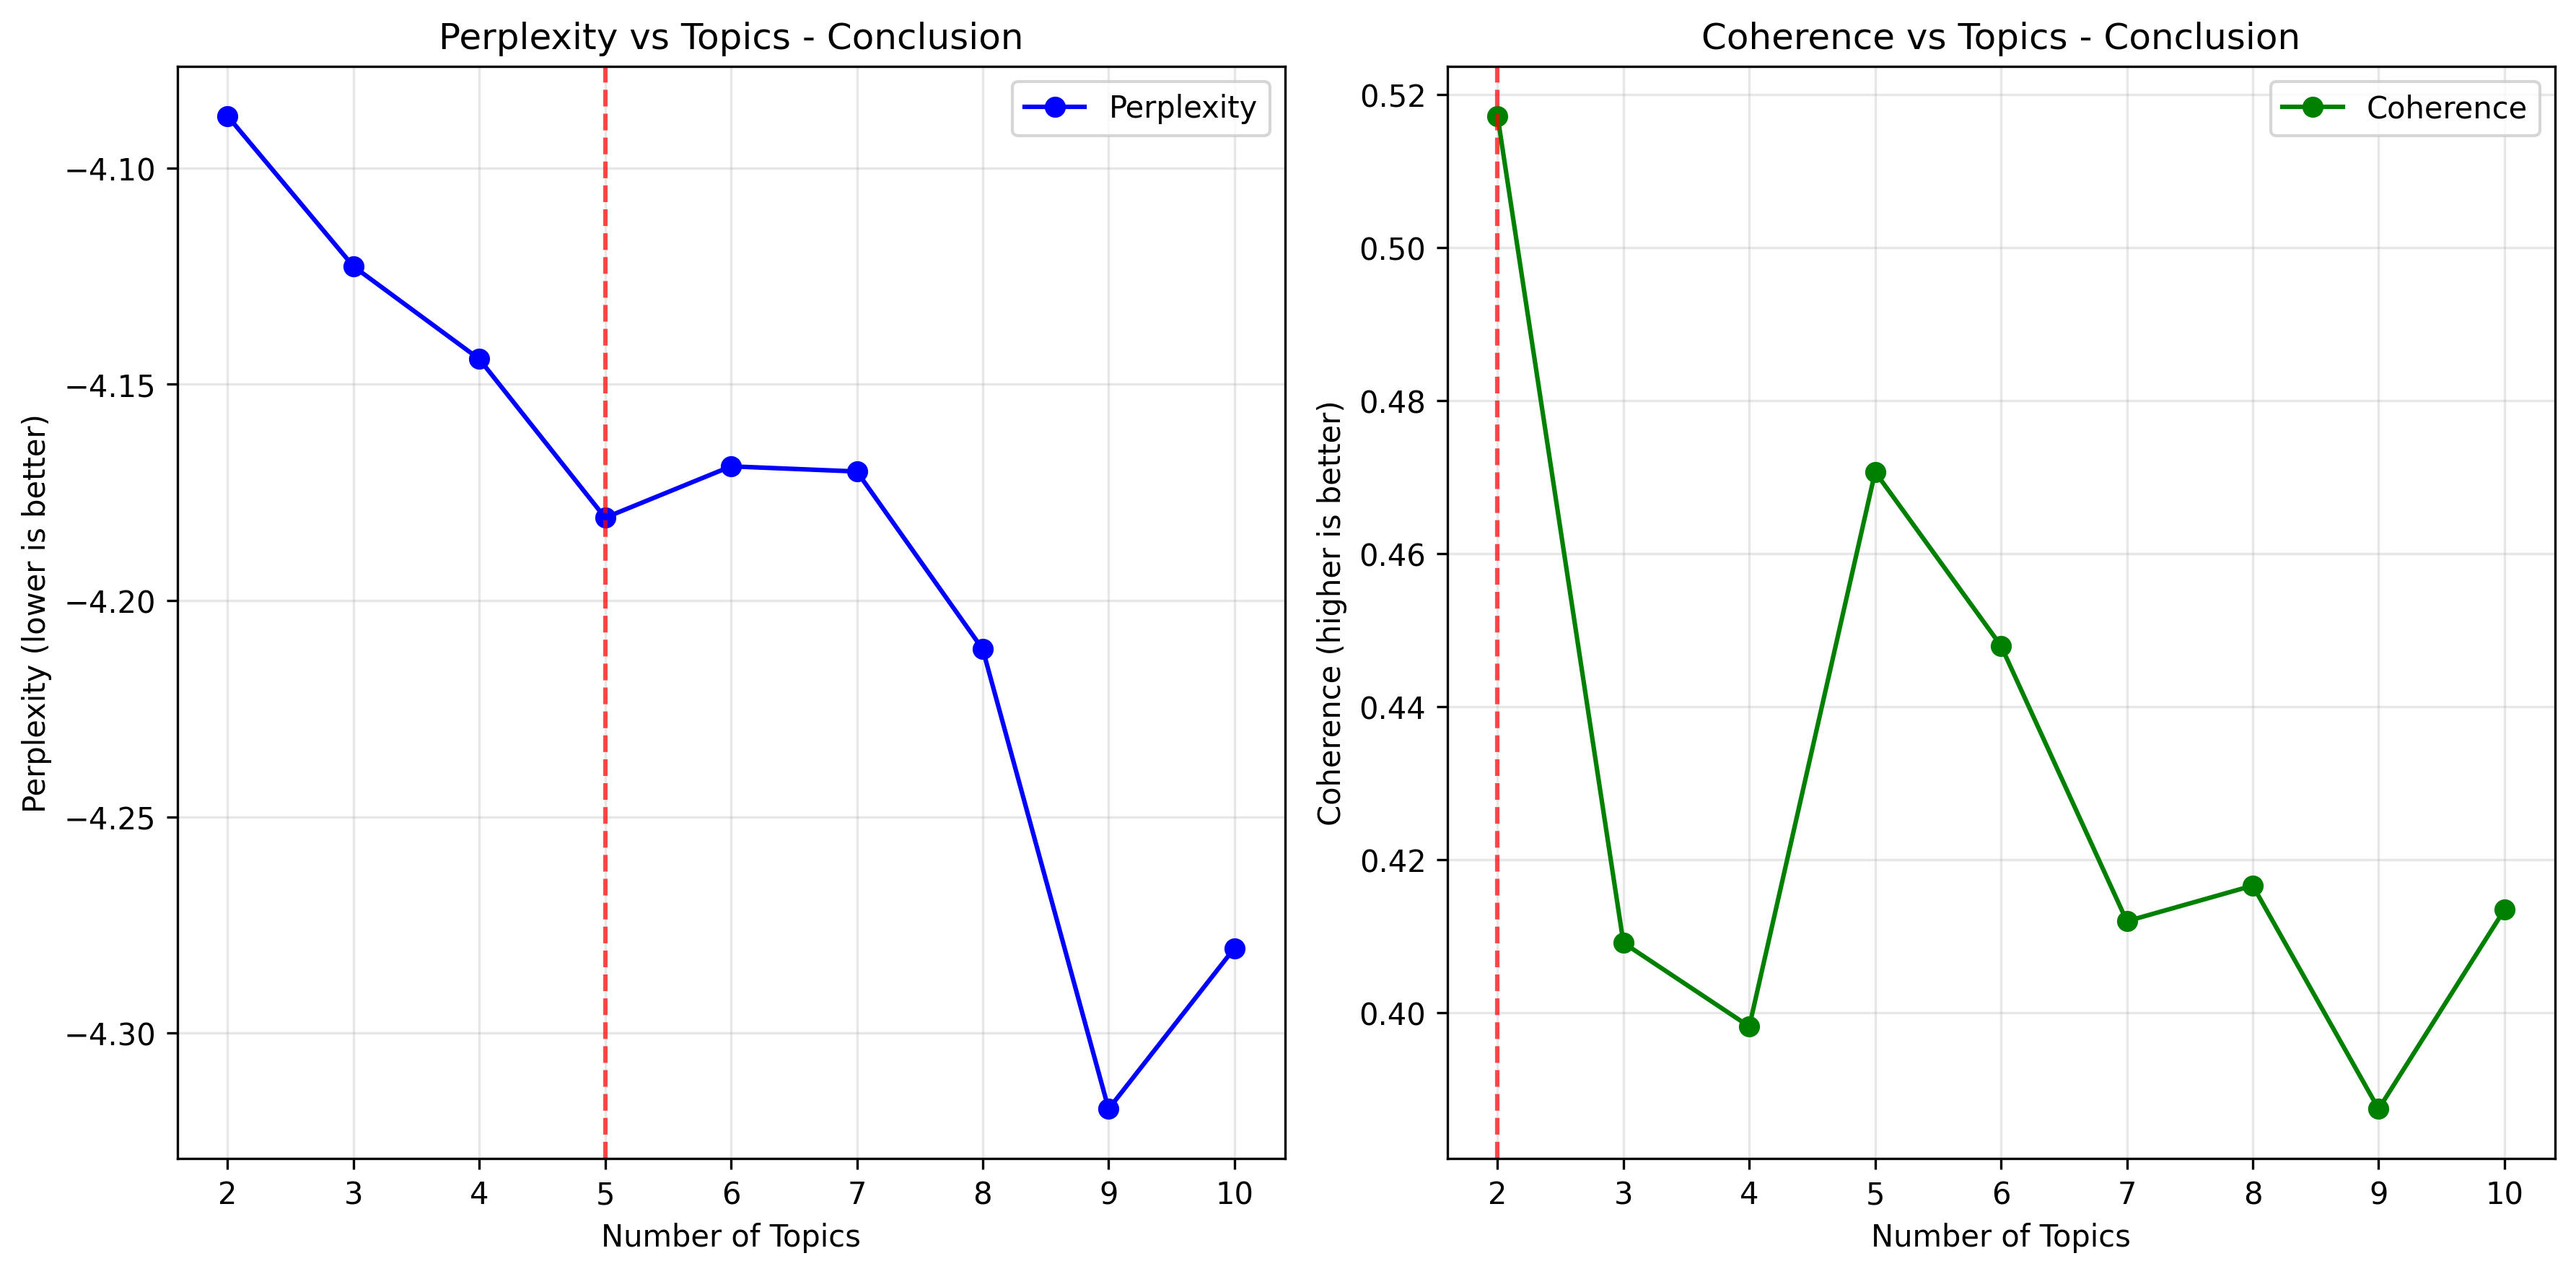 Perplexity vs Topics - Conclusion
Perplexity
−4.10
−4.15
−4.20
−4.25
−4.30
Perplexity (lower is better)
2 3 4 5 6 7 8 9 10
Number of Topics
Coherence vs Topics - Conclusion
Coherence
0.52
0.50
0.48
0.46
0.44
0.42
0.40
Coherence (higher is better)
2 3 4 5 6 7 8 9 10
Number of Topics